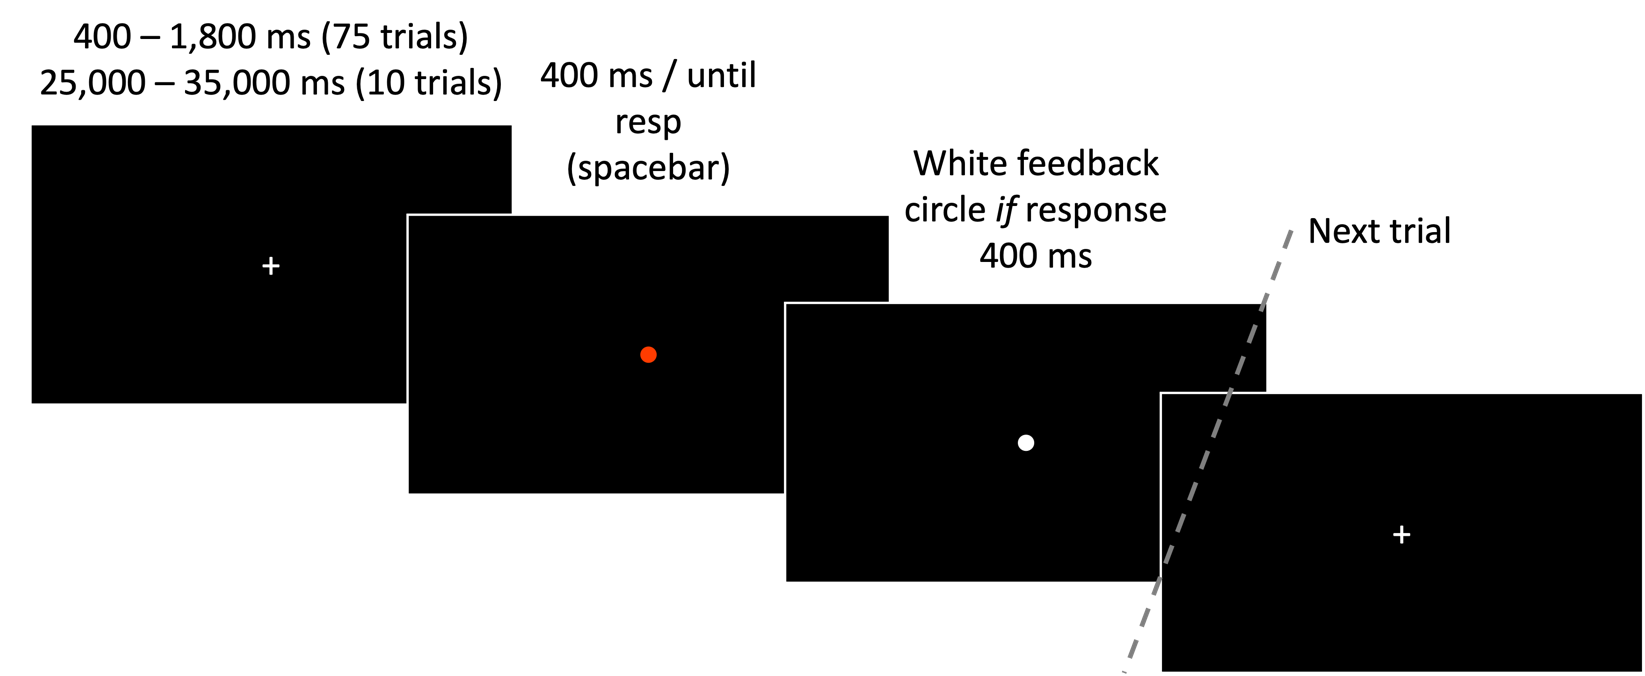 400 – 1,800 ms (75 trials)
25,000 – 35,000 ms (10 trials)
400 ms / until
resp
(spacebar)
White feedback
circle if response
400 ms
Next trial